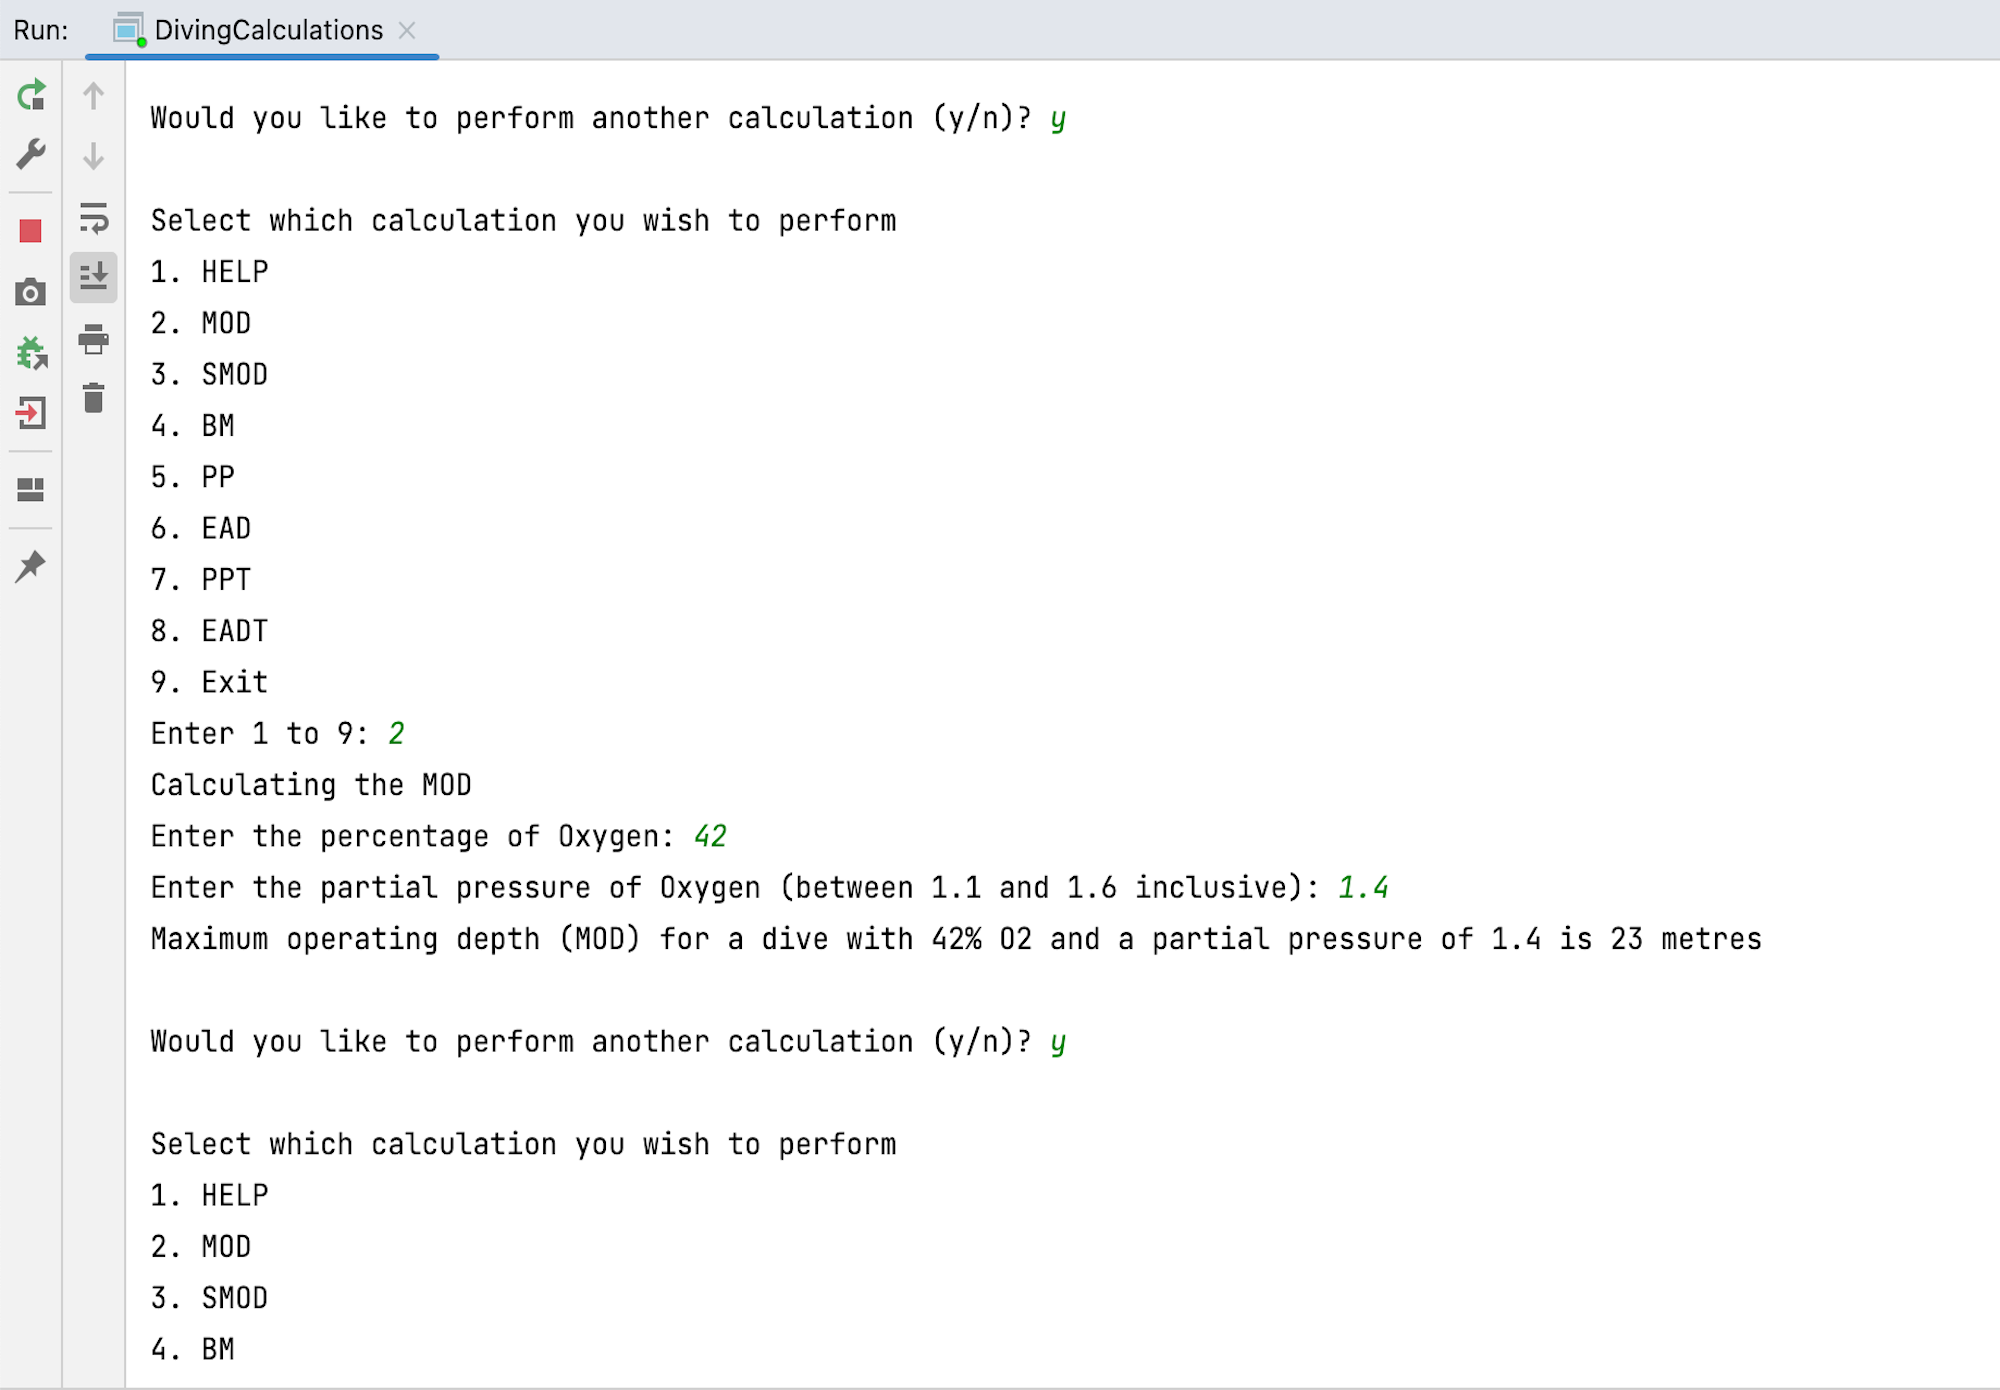 Run: DivingCalculations
Would you like to perform another calculation (y/n)? y
Select which calculation you wish to perform
1. HELP
2. MOD
3. SMOD
4. BM
5. PP
6. EAD
7. PPT
8. EADT
9. Exit
Enter 1 to 9: 2
Calculating the MOD
Enter the percentage of Oxygen: 42
Enter the partial pressure of Oxygen (between 1.1 and 1.6 inclusive): 1.4
Maximum operating depth (MOD) for a dive with 42% O2 and a partial pressure of 1.4 is 23 metres
Would you like to perform another calculation (y/n)? y
Select which calculation you wish to perform
1. HELP
2. MOD
3. SMOD
4. BM